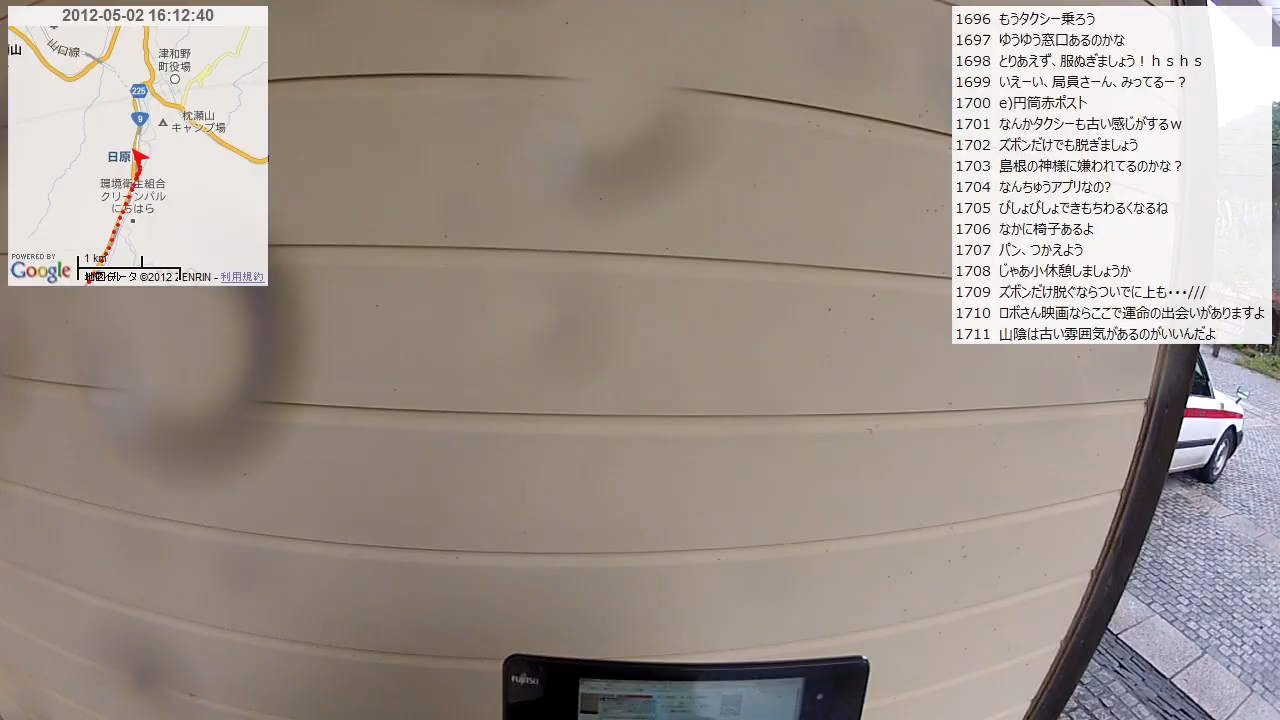 2012-05-02 16:12:40
山口線
津和野
町役場
225
9
枕瀬山
キャンプ場
日原
環境衛生組合
クリーンパル
にちはら
POWERED BY
Google
1 km
地図データ ©2012 ZENRIN - 利用規約
1696 もうタクシー乗ろう
1697 ゆうゆう窓口あるのかな
1698 とりあえず、服ぬぎましょう！ｈｓｈｓ
1699 いえーい、局員さーん、みってるー？
1700 e)円筒赤ポスト
1701 なんかタクシーも古い感じがするｗ
1702 ズボンだけでも脱ぎましょう
1703 島根の神様に嫌われてるのかな？
1704 なんちゅうアプリなの?
1705 びしょびしょできもちわるくなるね
1706 なかに椅子あるよ
1707 パン、つかえよう
1708 じゃあ小休憩しましょうか
1709 ズボンだけ脱ぐならついでに上も・・・///
1710 ロボさん映画ならここで運命の出会いがありますよ
1711 山陰は古い雰囲気があるのがいいんだよ
FUJITSU